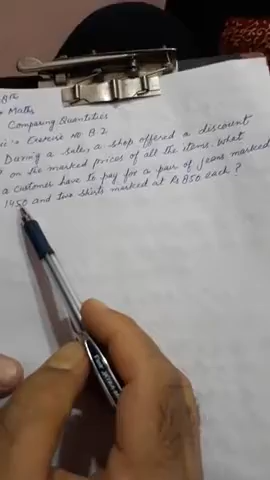 8th
Maths
Comparing Quantities
Exercise No 8.2
During a sale, a shop offered a discount
on the marked prices of all the items. What
a customer have to pay for a pair of jeans marked
1450 and two shirts marked at Rs 850 each?